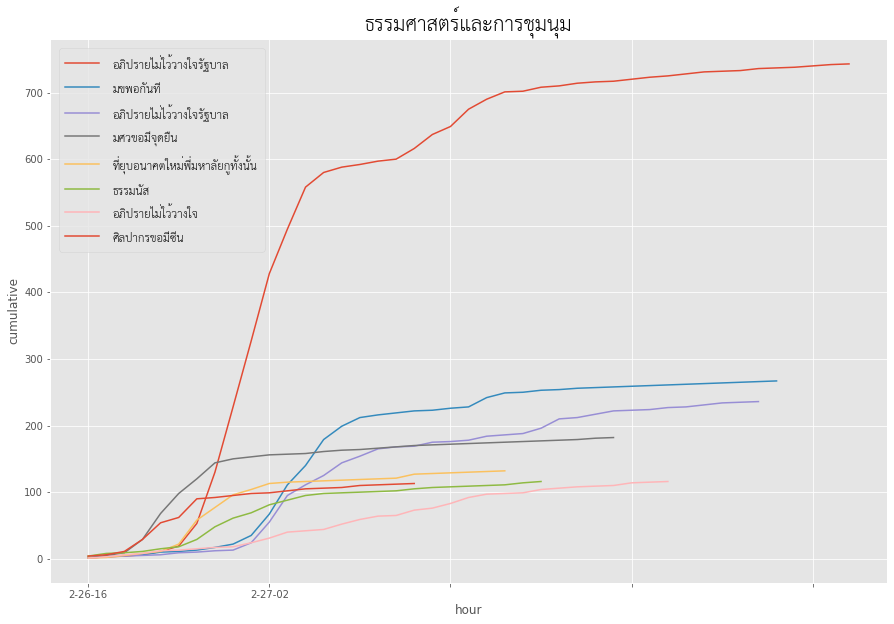 ธรรมศาสตร์และการชุมนุม
อภิปรายไม่ไว้วางใจรัฐบาล
มชพอกันที
อภิปรายไม่ไว้วางใจรัฐบาล
มศวขอมีจุดยืน
ที่ยุบอนาคตใหม่พี่มหาลัยกูทั้งนั้น
ธรรมนัส
อภิปรายไม่ไว้วางใจ
ศิลปากรขอมีซีน
700
600
500
400
300
200
100
0
cumulative
2-26-16
2-27-02
hour